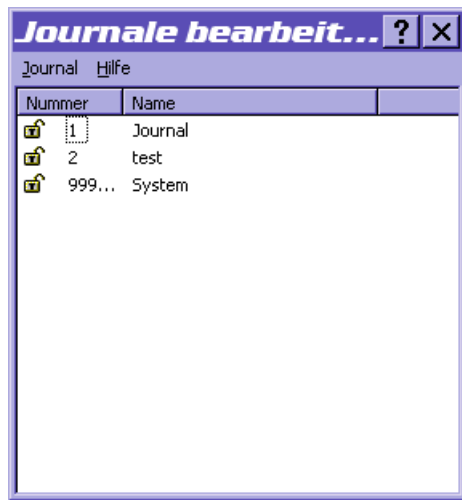 Journale bearbeit... ? X
Journal Hilfe
Nummer Name
1 Journal
2 test
999... System